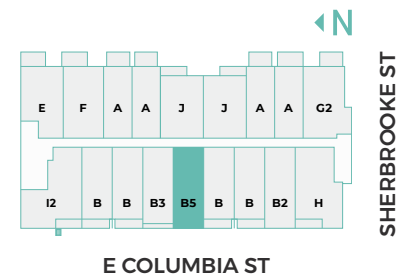 N
E F A A J J A A G2
I2 B B B3 B5 B B B2 H
SHERBROOKE ST
E COLUMBIA ST